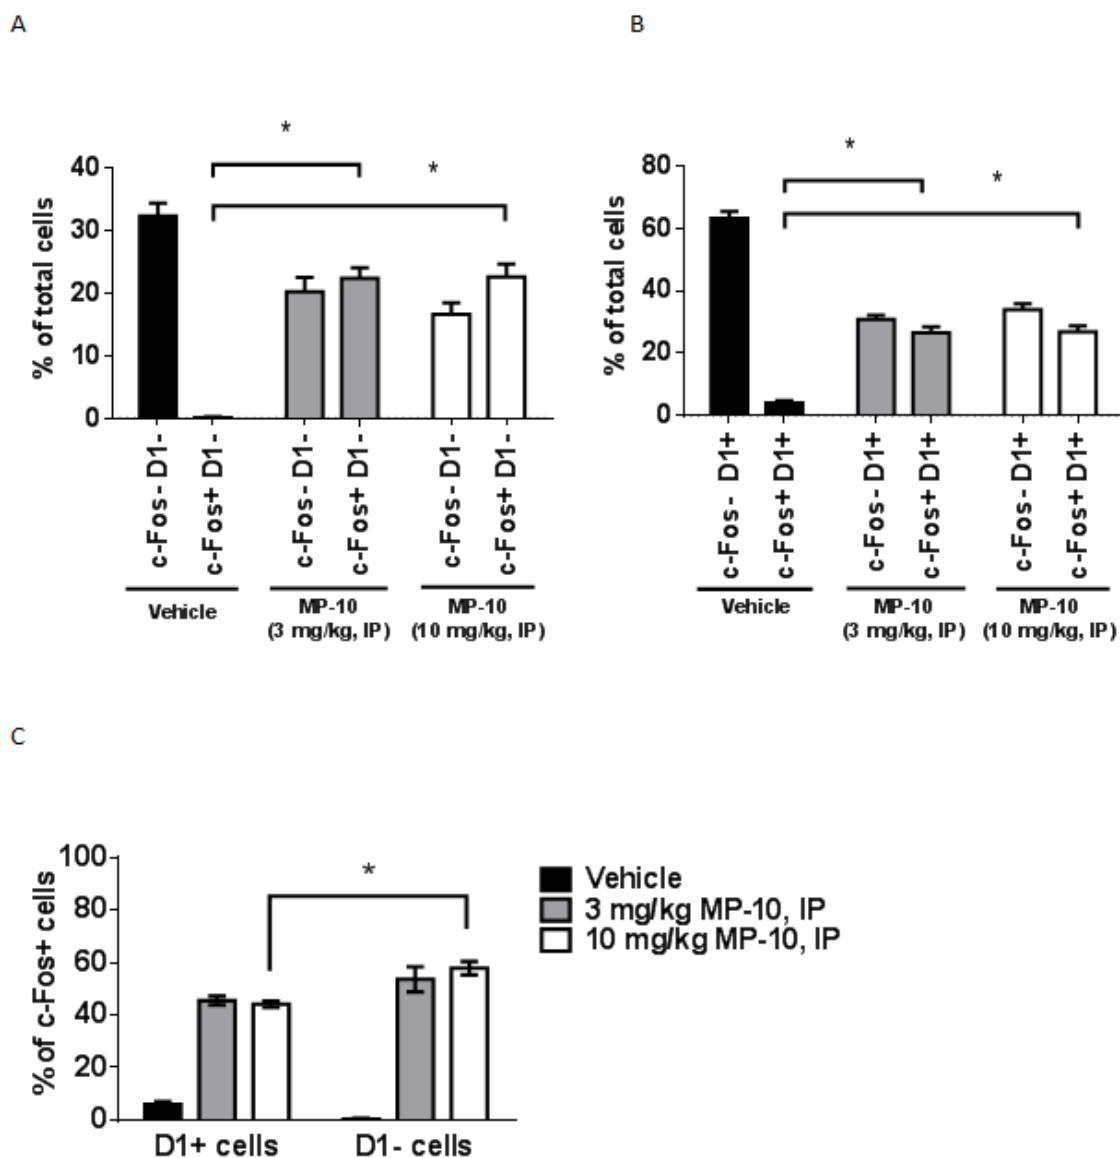 A
B
*
*
40
30
20
10
0
% of total cells
c-Fos- D1-
c-Fos+ D1-
c-Fos- D1-
c-Fos+ D1-
c-Fos- D1-
c-Fos+ D1-
Vehicle
MP-10
(3 mg/kg, IP)
MP-10
(10 mg/kg, IP)
*
*
80
60
40
20
0
% of total cells
c-Fos- D1+
c-Fos+ D1+
c-Fos- D1+
c-Fos+ D1+
c-Fos- D1+
c-Fos+ D1+
Vehicle
MP-10
(3 mg/kg, IP)
MP-10
(10 mg/kg, IP)
C
*
100
80
60
40
20
0
% of c-Fos+ cells
D1+ cells
D1- cells
Vehicle
3 mg/kg MP-10, IP
10 mg/kg MP-10, IP